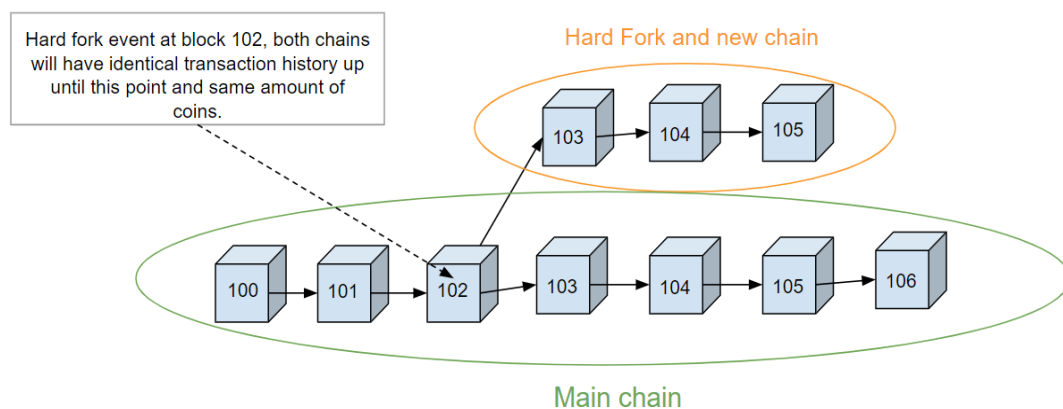 Hard fork event at block 102, both chains
will have identical transaction history up
until this point and same amount of
coins.
Hard Fork and new chain
103
104
105
100
101
102
103
104
105
106
Main chain